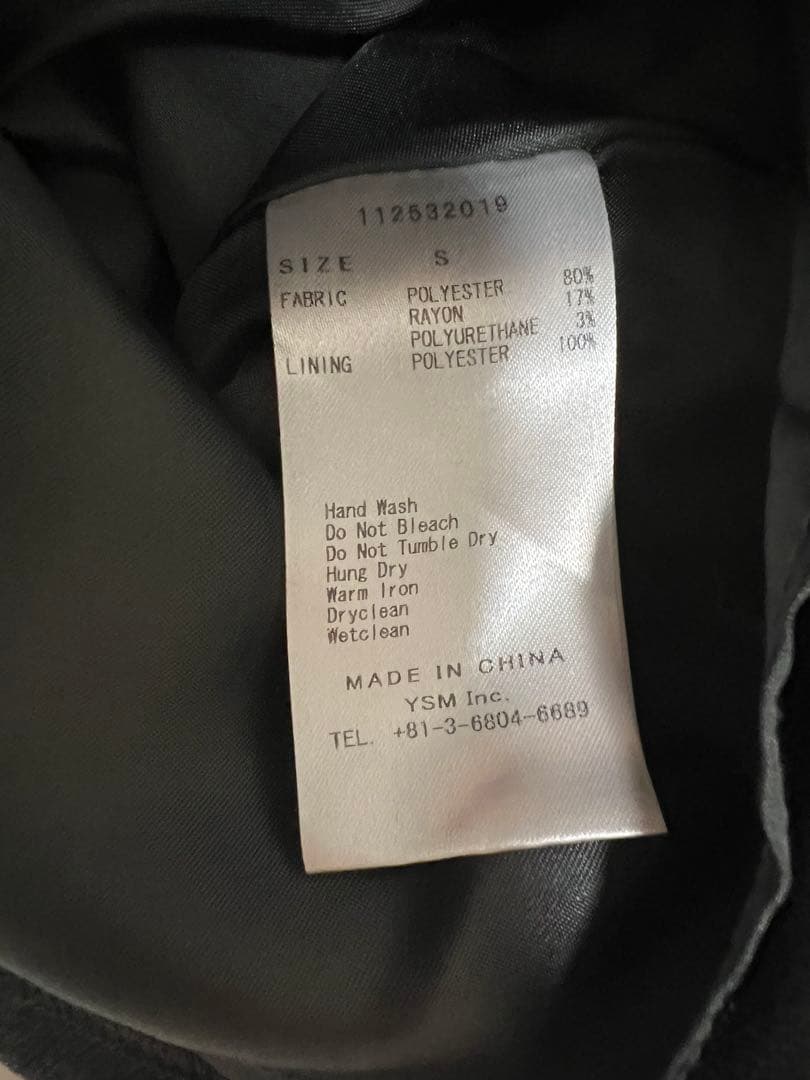 112532019
SIZE S
FABRIC POLYESTER 80%
RAYON 17%
POLYURETHANE 3%
LINING POLYESTER 100%
Hand Wash
Do Not Bleach
Do Not Tumble Dry
Hung Dry
Warm Iron
Dryclean
Wetclean
MADE IN CHINA
YSM Inc.
TEL. +81-3-6804-6689